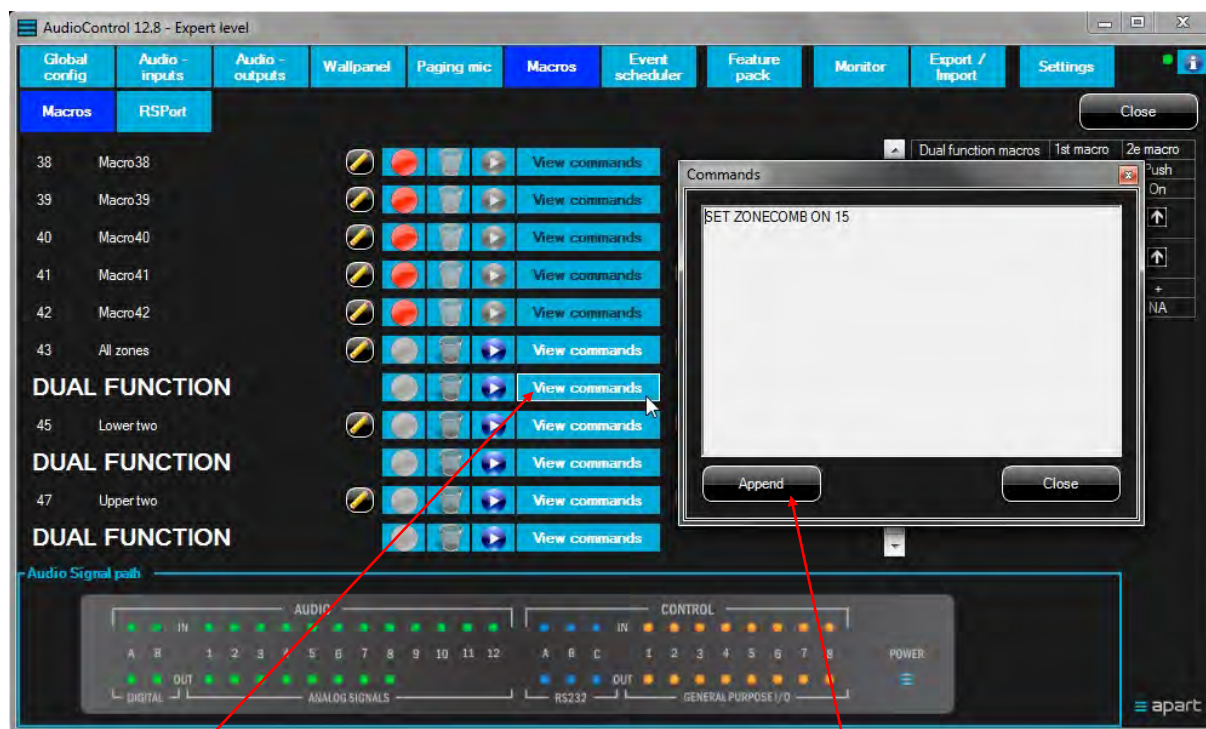 AudioControl 12.8 - Expert level
Global config
Audio - inputs
Audio - outputs
Wallpanel
Paging mic
Macros
Event scheduler
Feature pack
Monitor
Export / Import
Settings
i
Macros
RSPort
Close
38 Macro38 View commands
39 Macro39 View commands
40 Macro40 View commands
41 Macro41 View commands
42 Macro42 View commands
43 All zones View commands
DUAL FUNCTION View commands
45 Lower two View commands
DUAL FUNCTION View commands
47 Upper two View commands
DUAL FUNCTION View commands
Dual function macros 1st macro 2e macro
Push
On
+
NA
Commands
SET ZONECOMB ON 15
Append
Close
Audio Signal path
AUDIO CONTROL
IN IN
A B 1 2 3 4 5 6 7 8 9 10 11 12 A B C 1 2 3 4 5 6 7 8 POWER
OUT OUT
DIGITAL ANALOG SIGNALS RS232 GENERAL PURPOSE I/O
apart